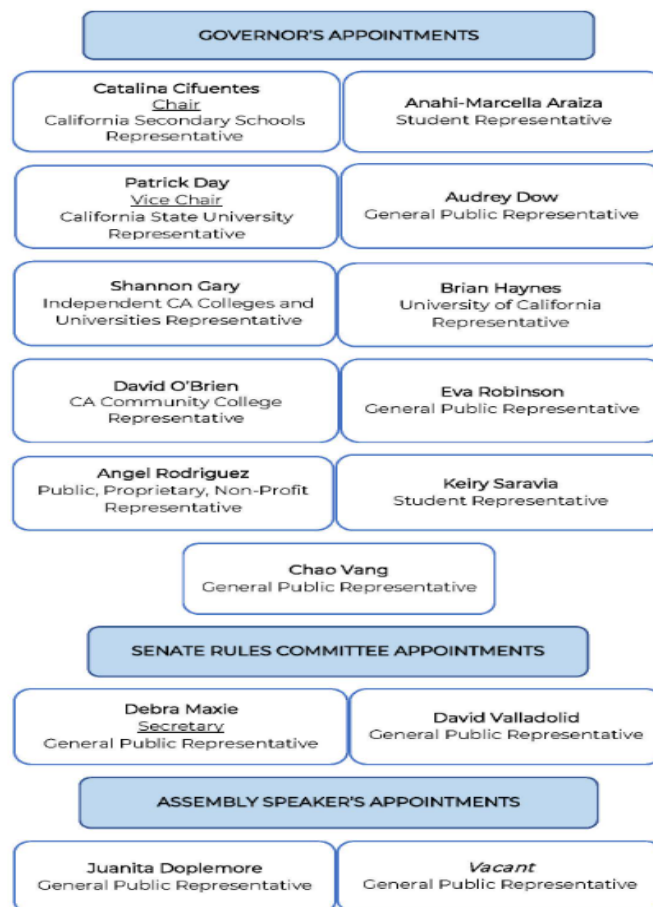 GOVERNOR'S APPOINTMENTS
Catalina Cifuentes
Chair
California Secondary Schools
Representative
Anahi-Marcella Araiza
Student Representative
Patrick Day
Vice Chair
California State University
Representative
Audrey Dow
General Public Representative
Shannon Gary
Independent CA Colleges and
Universities Representative
Brian Haynes
University of California
Representative
David O'Brien
CA Community College
Representative
Eva Robinson
General Public Representative
Angel Rodriguez
Public, Proprietary, Non-Profit
Representative
Keiry Saravia
Student Representative
Chao Vang
General Public Representative
SENATE RULES COMMITTEE APPOINTMENTS
Debra Maxie
Secretary
General Public Representative
David Valladolid
General Public Representative
ASSEMBLY SPEAKER'S APPOINTMENTS
Juanita Doplemore
General Public Representative
Vacant
General Public Representative